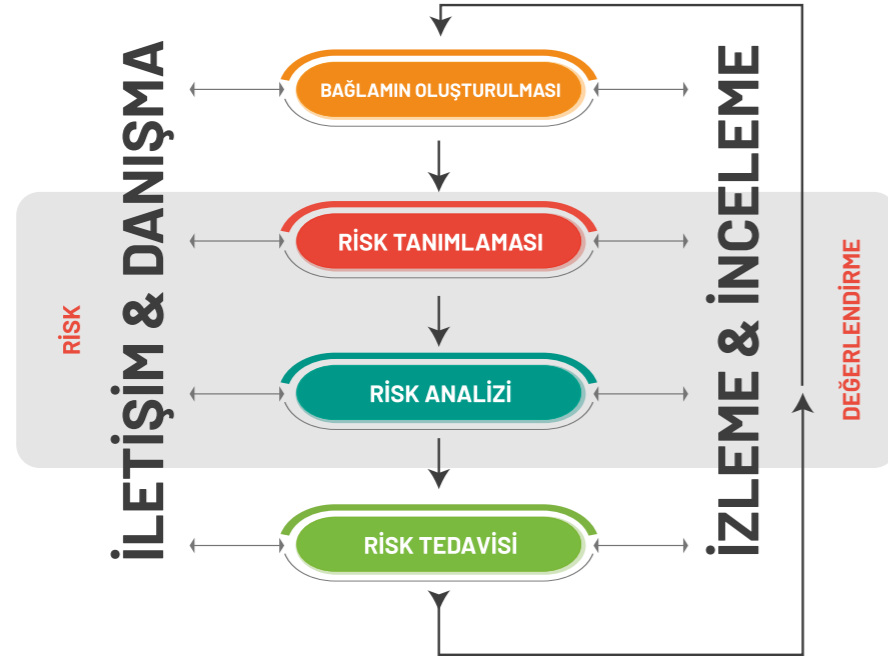 BAĞLAMIN OLUŞTURULMASI
İLETİŞİM & DANIŞMA
İZLEME & İNCELEME
RİSK
RİSK TANIMLAMASI
DEĞERLENDİRME
RİSK ANALİZİ
RİSK TEDAVİSİ